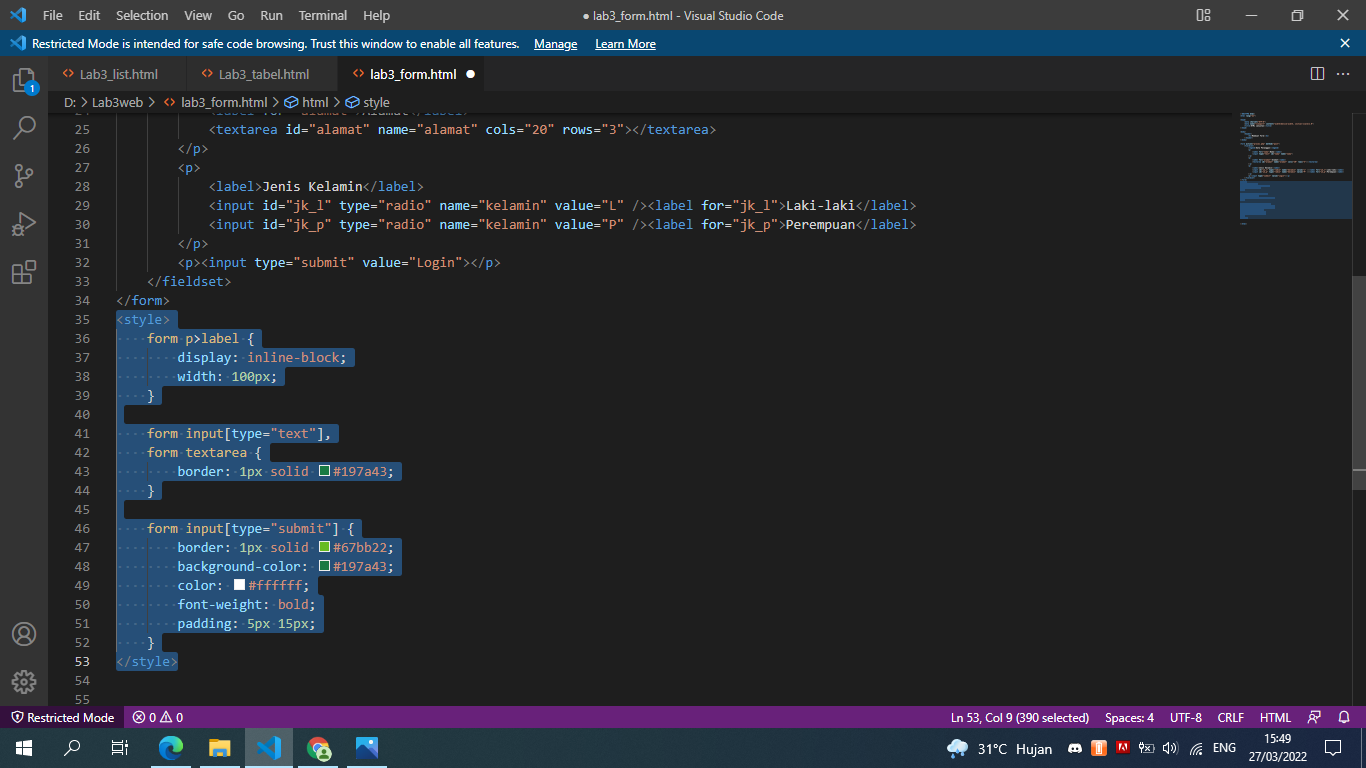 File Edit Selection View Go Run Terminal Help ● lab3_form.html - Visual Studio Code
Restricted Mode is intended for safe code browsing. Trust this window to enable all features. Manage Learn More
Lab3_list.html Lab3_tabel.html lab3_form.html
D: > Lab3web > lab3_form.html > html > style
25 <textarea id="alamat" name="alamat" cols="20" rows="3"></textarea>
26 </p>
27 <p>
28 <label>Jenis Kelamin</label>
29 <input id="jk_l" type="radio" name="kelamin" value="L" /><label for="jk_l">Laki-laki</label>
30 <input id="jk_p" type="radio" name="kelamin" value="P" /><label for="jk_p">Perempuan</label>
31 </p>
32 <p><input type="submit" value="Login"></p>
33 </fieldset>
34 </form>
35 <style>
36 form p>label {
37 display: inline-block;
38 width: 100px;
39 }
40
41 form input[type="text"],
42 form textarea {
43 border: 1px solid #197a43;
44 }
45
46 form input[type="submit"] {
47 border: 1px solid #67bb22;
48 background-color: #197a43;
49 color: #ffffff;
50 font-weight: bold;
51 padding: 5px 15px;
52 }
53 </style>
54
55
1
Restricted Mode 0 0 Ln 53, Col 9 (390 selected) Spaces: 4 UTF-8 CRLF HTML
31°C Hujan ENG 15:49
27/03/2022